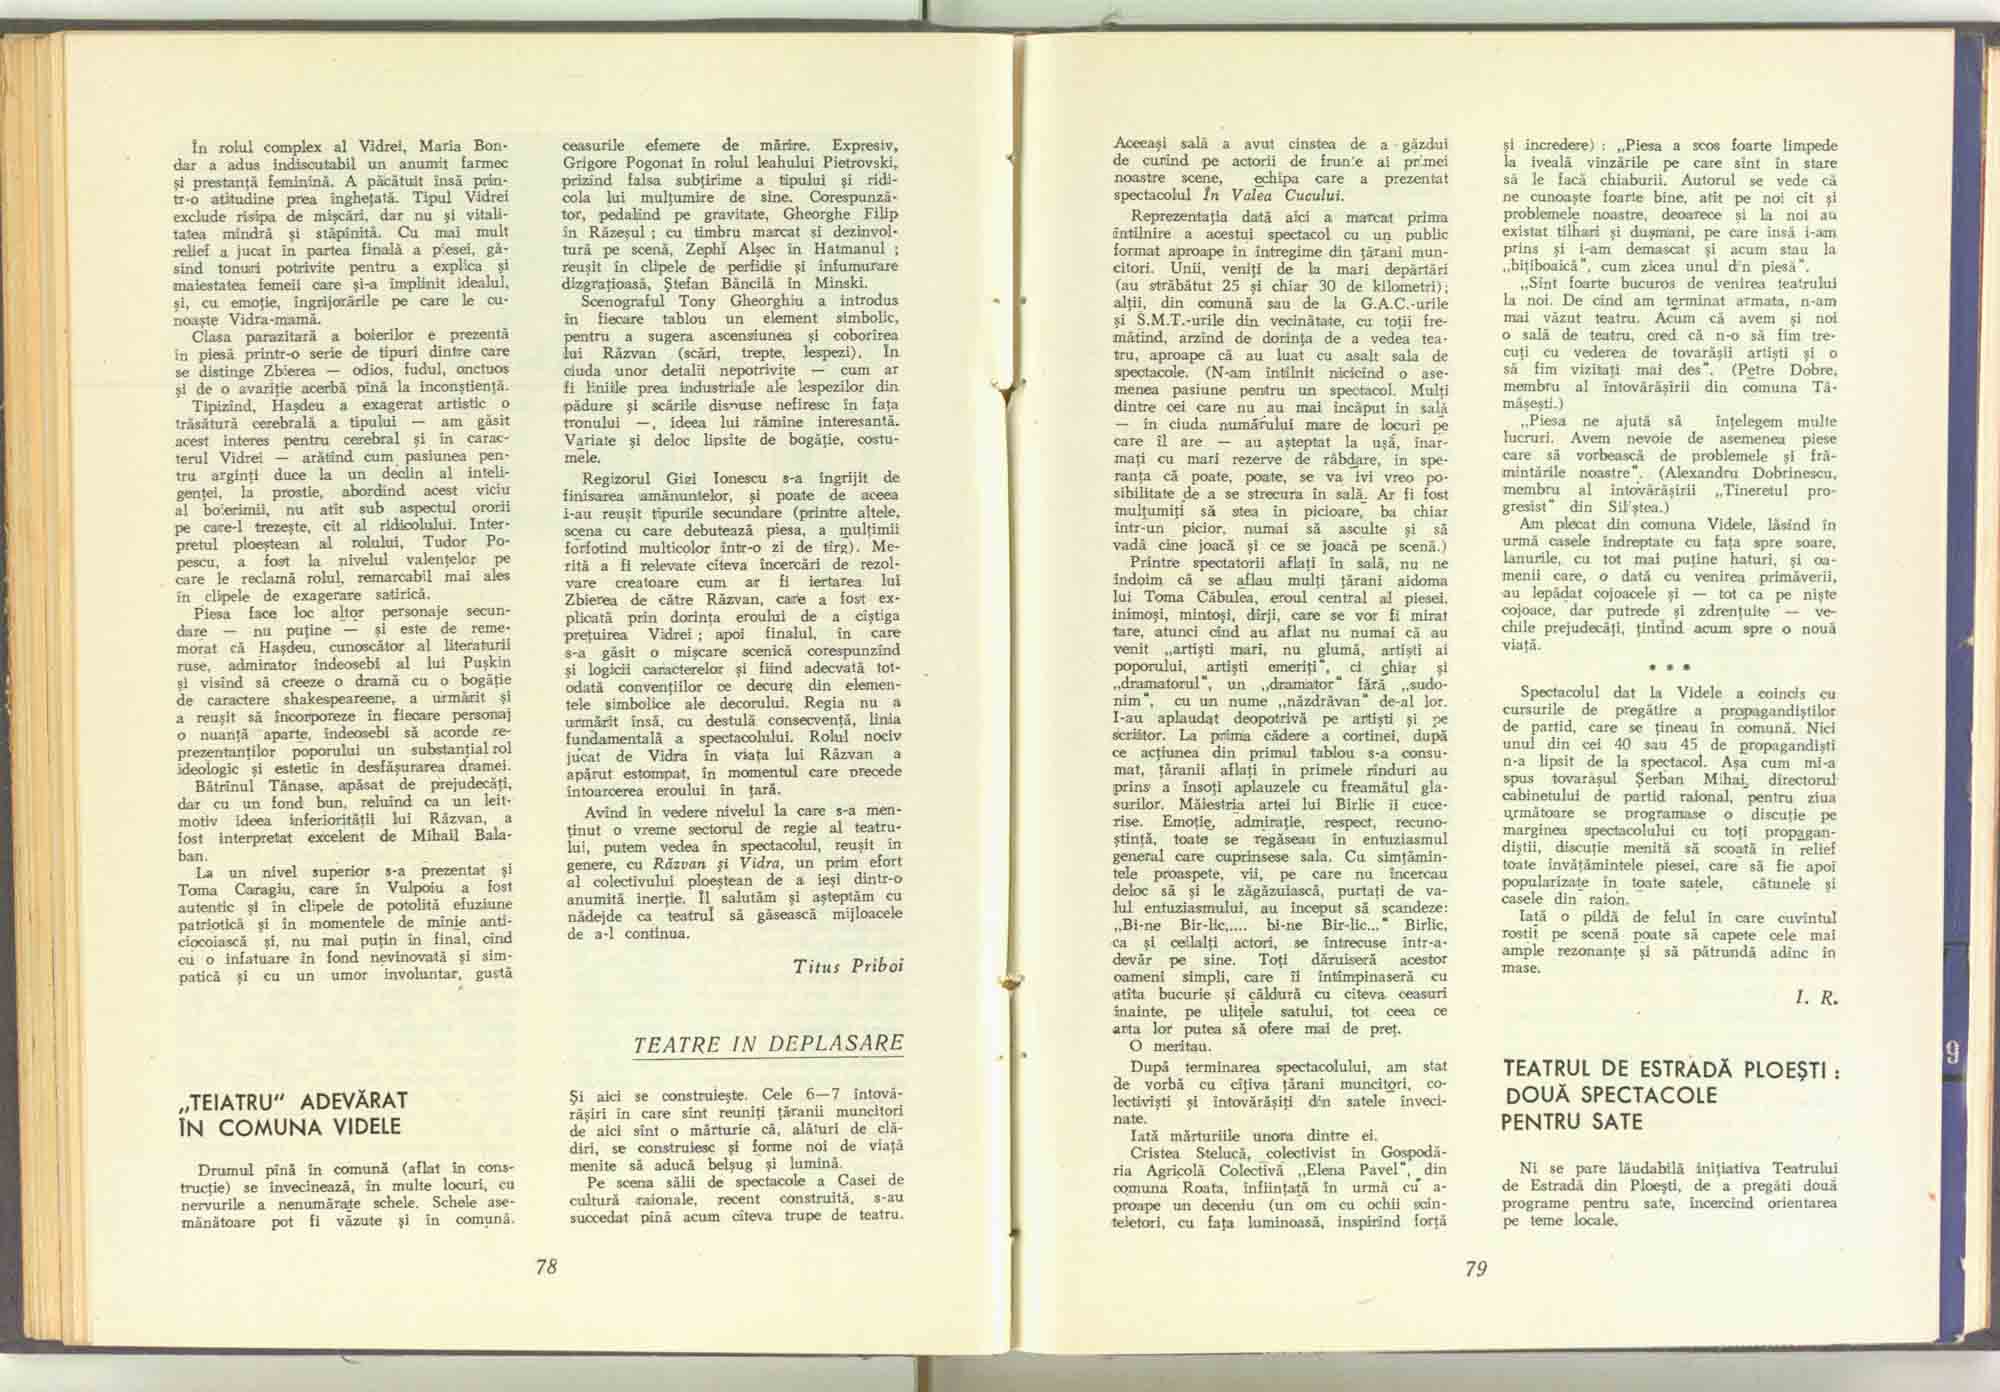 În rolul complex al Vidrei, Maria Bon-
dar a adus indiscutabil un anumit farmec
și prestanță feminină. A păcătuit însă prin-
tr-o atitudine prea înghețată. Tipul Vidrei
exclude risipa de mișcări, dar nu și vitali-
tatea mîndră și stăpînită. Cu mai mult
relief a jucat în partea finală a piesei, gă-
sind tonuri potrivite pentru a explica și
maiestatea femeii care și-a împlinit idealul,
și, cu emoție, îngrijorările pe care le cu-
noaște Vidra-mamă.
Clasa parazitară a boierilor e prezentă
în piesă printr-o serie de tipuri dintre care
se distinge Zbierea — odios, fudul, onctuos
și de o avariție acerbă pînă la inconștiență.
Tipizînd, Hașdeu a exagerat artistic o
trăsătură cerebrală a tipului — am găsit
acest interes pentru cerebral și în carac-
terul Vidrei — arătînd cum pasiunea pen-
tru arginți duce la un declin al inteli-
genței, la prostie, abordînd acest viciu
al boierimii, nu atît sub aspectul ororii
pe care-l trezește, cît al ridicolului. Inter-
pretul ploeștean al rolului, Tudor Po-
pescu, a fost la nivelul valențelor pe
care le reclamă rolul, remarcabil mai ales
în clipele de exagerare satirică.
Piesa face loc altor personaje secun-
dare — nu puține — și este de reme-
morat că Hașdeu, cunoscător al literaturii
ruse, admirator îndeosebi al lui Pușkin
și visînd să creeze o dramă cu o bogăție
de caractere shakespeareene, a urmărit și
a reușit să încorporeze în fiecare personaj
o nuanță aparte, îndeosebi să acorde re-
prezentanților poporului un substanțial rol
ideologic și estetic în desfășurarea dramei.
Bătrînul Tănase, apăsat de prejudecăți,
dar cu un fond bun, reluînd ca un leit-
motiv ideea inferiorității lui Răzvan, a
fost interpretat excelent de Mihail Bala-
ban.
La un nivel superior s-a prezentat și
Toma Caragiu, care în Vulpoiu a fost
autentic și în clipele de potolită efuziune
patriotică și în momentele de mînie anti-
ciocoiască și, nu mai puțin în final, cînd
cu o infatuare în fond nevinovată și sim-
patică și cu un umor involuntar, gustă
ceasurile efemere de mărire. Expresiv,
Grigore Pogonat în rolul leahului Pietrovski,
prizînd falsa subțirime a tipului și ridi-
cola lui mulțumire de sine. Corespunză-
tor, pedalînd pe gravitate, Gheorghe Filip
în Răzeșul ; cu timbru marcat și dezinvol-
tură pe scenă, Zephi Alșec în Hatmanul ;
reușit în clipele de perfidie și înfumurare
dizgrațioasă, Ștefan Băncilă în Minski.
Scenograful Tony Gheorghiu a introdus
în fiecare tablou un element simbolic,
pentru a sugera ascensiunea și coborîrea
lui Răzvan (scări, trepte, lespezi). În
ciuda unor detalii nepotrivite — cum ar
fi liniile prea industriale ale lespezilor din
pădure și scările dispuse nefiresc în fața
tronului —, ideea lui rămîne interesantă.
Variate și deloc lipsite de bogăție, costu-
mele.
Regizorul Gizi Ionescu s-a îngrijit de
finisarea amănuntelor, și poate de aceea
i-au reușit tipurile secundare (printre altele,
scena cu care debutează piesa, a mulțimii
forfotind multicolor într-o zi de tîrg). Me-
rită a fi relevate cîteva încercări de rezol-
vare creatoare cum ar fi iertarea lui
Zbierea de către Răzvan, care a fost ex-
plicată prin dorința eroului de a cîștiga
prețuirea Vidrei ; apoi finalul, în care
s-a găsit o mișcare scenică corespunzînd
și logicii caracterelor și fiind adecvată tot-
odată convențiilor ce decurg din elemen-
tele simbolice ale decorului. Regia nu a
urmărit însă, cu destulă consecvență, linia
fundamentală a spectacolului. Rolul nociv
jucat de Vidra în viața lui Răzvan a
apărut estompat, în momentul care precede
întoarcerea eroului în țară.
Avînd în vedere nivelul la care s-a men-
ținut o vreme sectorul de regie al teatru-
lui, putem vedea în spectacolul, reușit în
genere, cu Răzvan și Vidra, un prim efort
al colectivului ploeștean de a ieși dintr-o
anumită inerție. Îl salutăm și așteptăm cu
nădejde ca teatrul să găsească mijloacele
de a-l continua.
Titus Priboi
TEATRE IN DEPLASARE
„TEIATRU" ADEVĂRAT
ÎN COMUNA VIDELE
Drumul pînă în comună (aflat în cons-
trucție) se învecinează, în multe locuri, cu
nervurile a nenumărate schele. Schele ase-
mănătoare pot fi văzute și în comună.
Și aici se construiește. Cele 6—7 întovă-
rășiri în care sînt reuniți țăranii muncitori
de aici sînt o mărturie că, alături de clă-
diri, se construiesc și forme noi de viață
menite să aducă belșug și lumină.
Pe scena sălii de spectacole a Casei de
cultură raionale, recent construită, s-au
succedat pînă acum cîteva trupe de teatru.
78
Aceeași sală a avut cinstea de a găzdui
de curînd pe actorii de frunte ai primei
noastre scene, echipa care a prezentat
spectacolul În Valea Cucului.
Reprezentația dată aici a marcat prima
întîlnire a acestui spectacol cu un public
format aproape în întregime din țărani mun-
citori. Unii, veniți de la mari depărtări
(au străbătut 25 și chiar 30 de kilometri);
alții, din comună sau de la G.A.C.-urile
și S.M.T.-urile din vecinătate, cu toții fre-
mătînd, arzînd de dorința de a vedea tea-
tru, aproape că au luat cu asalt sala de
spectacole. (N-am întîlnit nicicînd o ase-
menea pasiune pentru un spectacol. Mulți
dintre cei care nu au mai încăput în sală
— în ciuda numărului mare de locuri pe
care îl are — au așteptat la ușă, înar-
mați cu mari rezerve de răbdare, în spe-
ranța că poate, poate, se va ivi vreo po-
sibilitate de a se strecura în sală. Ar fi fost
mulțumiți să stea în picioare, ba chiar
într-un picior, numai să asculte și să
vadă cine joacă și ce se joacă pe scenă.)
Printre spectatorii aflați în sală, nu ne
îndoim că se aflau mulți țărani aidoma
lui Toma Căbulea, eroul central al piesei,
inimoși, mintoși, dîrji, care se vor fi mirat
tare, atunci cînd au aflat nu numai că au
venit „artiști mari, nu glumă, artiști ai
poporului, artiști emeriți", ci chiar și
„dramatorul", un „dramator" fără „sudo-
nim", cu un nume „năzdrăvan" de-al lor.
I-au aplaudat deopotrivă pe artiști și pe
scriitor. La prima cădere a cortinei, după
ce acțiunea din primul tablou s-a consu-
mat, țăranii aflați în primele rînduri au
prins a însoți aplauzele cu freamătul gla-
surilor. Măiestria artei lui Birlic îi cuce-
rise. Emoție, admirație, respect, recuno-
ștință, toate se regăseau în entuziasmul
general care cuprinsese sala. Cu simțămin-
tele proaspete, vii, pe care nu încercau
deloc să și le zăgăzuiască, purtați de va-
lul entuziasmului, au început să scandeze:
„Bi-ne Bir-lic,.... bi-ne Bir-lic..." Birlic,
ca și ceilalți actori, se întrecuse într-a-
devăr pe sine. Toți dăruiseră acestor
oameni simpli, care îi întîmpinaseră cu
atîta bucurie și căldură cu cîteva ceasuri
înainte, pe ulițele satului, tot ceea ce
arta lor putea să ofere mai de preț.
O meritau.
După terminarea spectacolului, am stat
de vorbă cu cîțiva țărani muncitori, co-
lectiviști și întovărășiți din satele înveci-
nate.
Iată mărturiile unora dintre ei.
Cristea Stelucă, colectivist în Gospodă-
ria Agricolă Colectivă „Elena Pavel", din
comuna Roata, înființată în urmă cu a-
proape un deceniu (un om cu ochii scîn-
teietori, cu fața luminoasă, inspirînd forță
și încredere) : „Piesa a scos foarte limpede
la iveală vînzările pe care sînt în stare
să le facă chiaburii. Autorul se vede că
ne cunoaște foarte bine, atît pe noi cît și
problemele noastre, deoarece și la noi au
existat tîlhari și dușmani, pe care însă i-am
prins și i-am demascat și acum stau la
„bițiboaică", cum zicea unul din piesă".
„Sînt foarte bucuros de venirea teatrului
la noi. De cînd am terminat armata, n-am
mai văzut teatru. Acum că avem și noi
o sală de teatru, cred că n-o să fim tre-
cuți cu vederea de tovarășii artiști și o
să fim vizitați mai des". (Petre Dobre,
membru al întovărășirii din comuna Tă-
mășești.)
„Piesa ne ajută să înțelegem multe
lucruri. Avem nevoie de asemenea piese
care să vorbească de problemele și fră-
mîntările noastre". (Alexandru Dobrinescu,
membru al întovărășirii „Tineretul pro-
gresist" din Siliștea.)
Am plecat din comuna Videle, lăsînd în
urmă casele îndreptate cu fața spre soare,
lanurile, cu tot mai puține haturi, și oa-
menii care, o dată cu venirea primăverii,
au lepădat cojoacele și — tot ca pe niște
cojoace, dar putrede și zdrențuite — ve-
chile prejudecăți, țintind acum spre o nouă
viață.
* * *
Spectacolul dat la Videle a coincis cu
cursurile de pregătire a propagandiștilor
de partid, care se țineau în comună. Nici
unul din cei 40 sau 45 de propagandiști
n-a lipsit de la spectacol. Așa cum mi-a
spus tovarășul Șerban Mihai, directorul
cabinetului de partid raional, pentru ziua
următoare se programase o discuție pe
marginea spectacolului cu toți propagan-
diștii, discuție menită să scoată în relief
toate învățămintele piesei, care să fie apoi
popularizate în toate satele, cătunele și
casele din raion.
Iată o pildă de felul în care cuvîntul
rostit pe scenă poate să capete cele mai
ample rezonanțe și să pătrundă adînc în
mase.
I. R.
TEATRUL DE ESTRADĂ PLOEȘTI :
DOUĂ SPECTACOLE
PENTRU SATE
Ni se pare lăudabilă inițiativa Teatrului
de Estradă din Ploești, de a pregăti două
programe pentru sate, încercînd orientarea
pe teme locale.
79
9